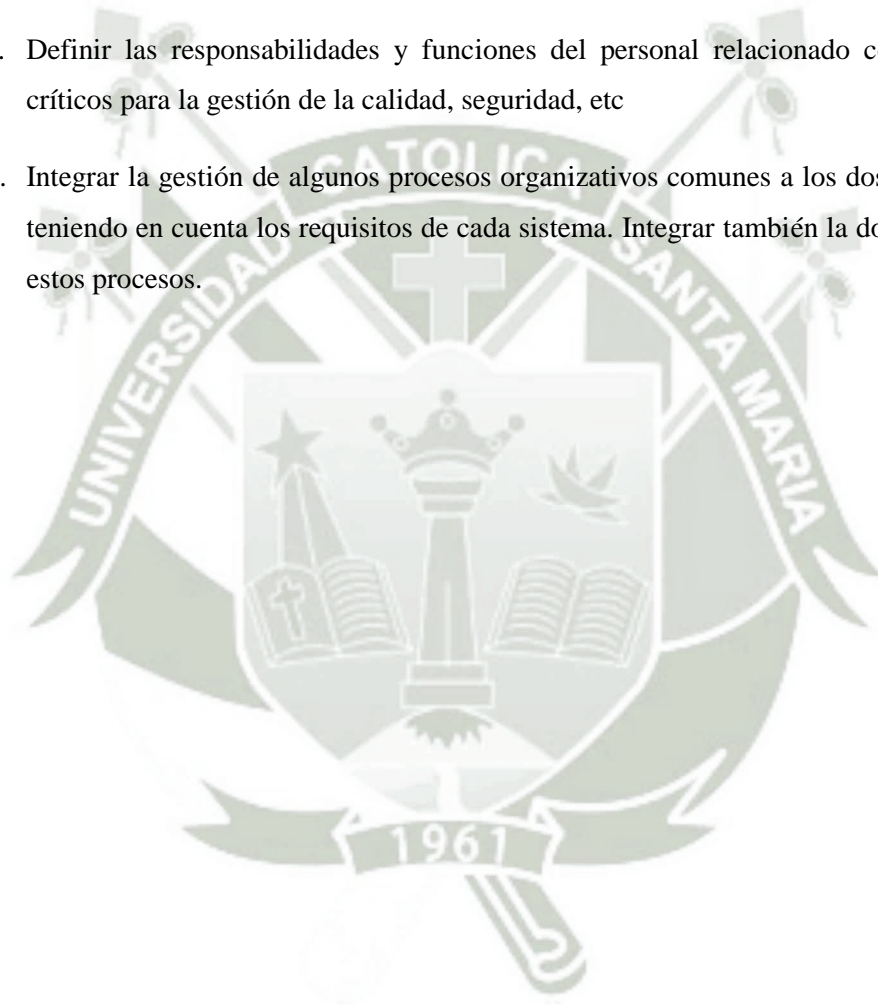 . Definir las responsabilidades y funciones del personal relacionado
críticos para la gestión de la calidad, seguridad, etc
. Integrar la gestión de algunos procesos organizativos comunes a los dos
teniendo en cuenta los requisitos de cada sistema. Integrar también la
estos procesos.
UNIVERSIDAD CATOLICA SANTA MARIA
1961